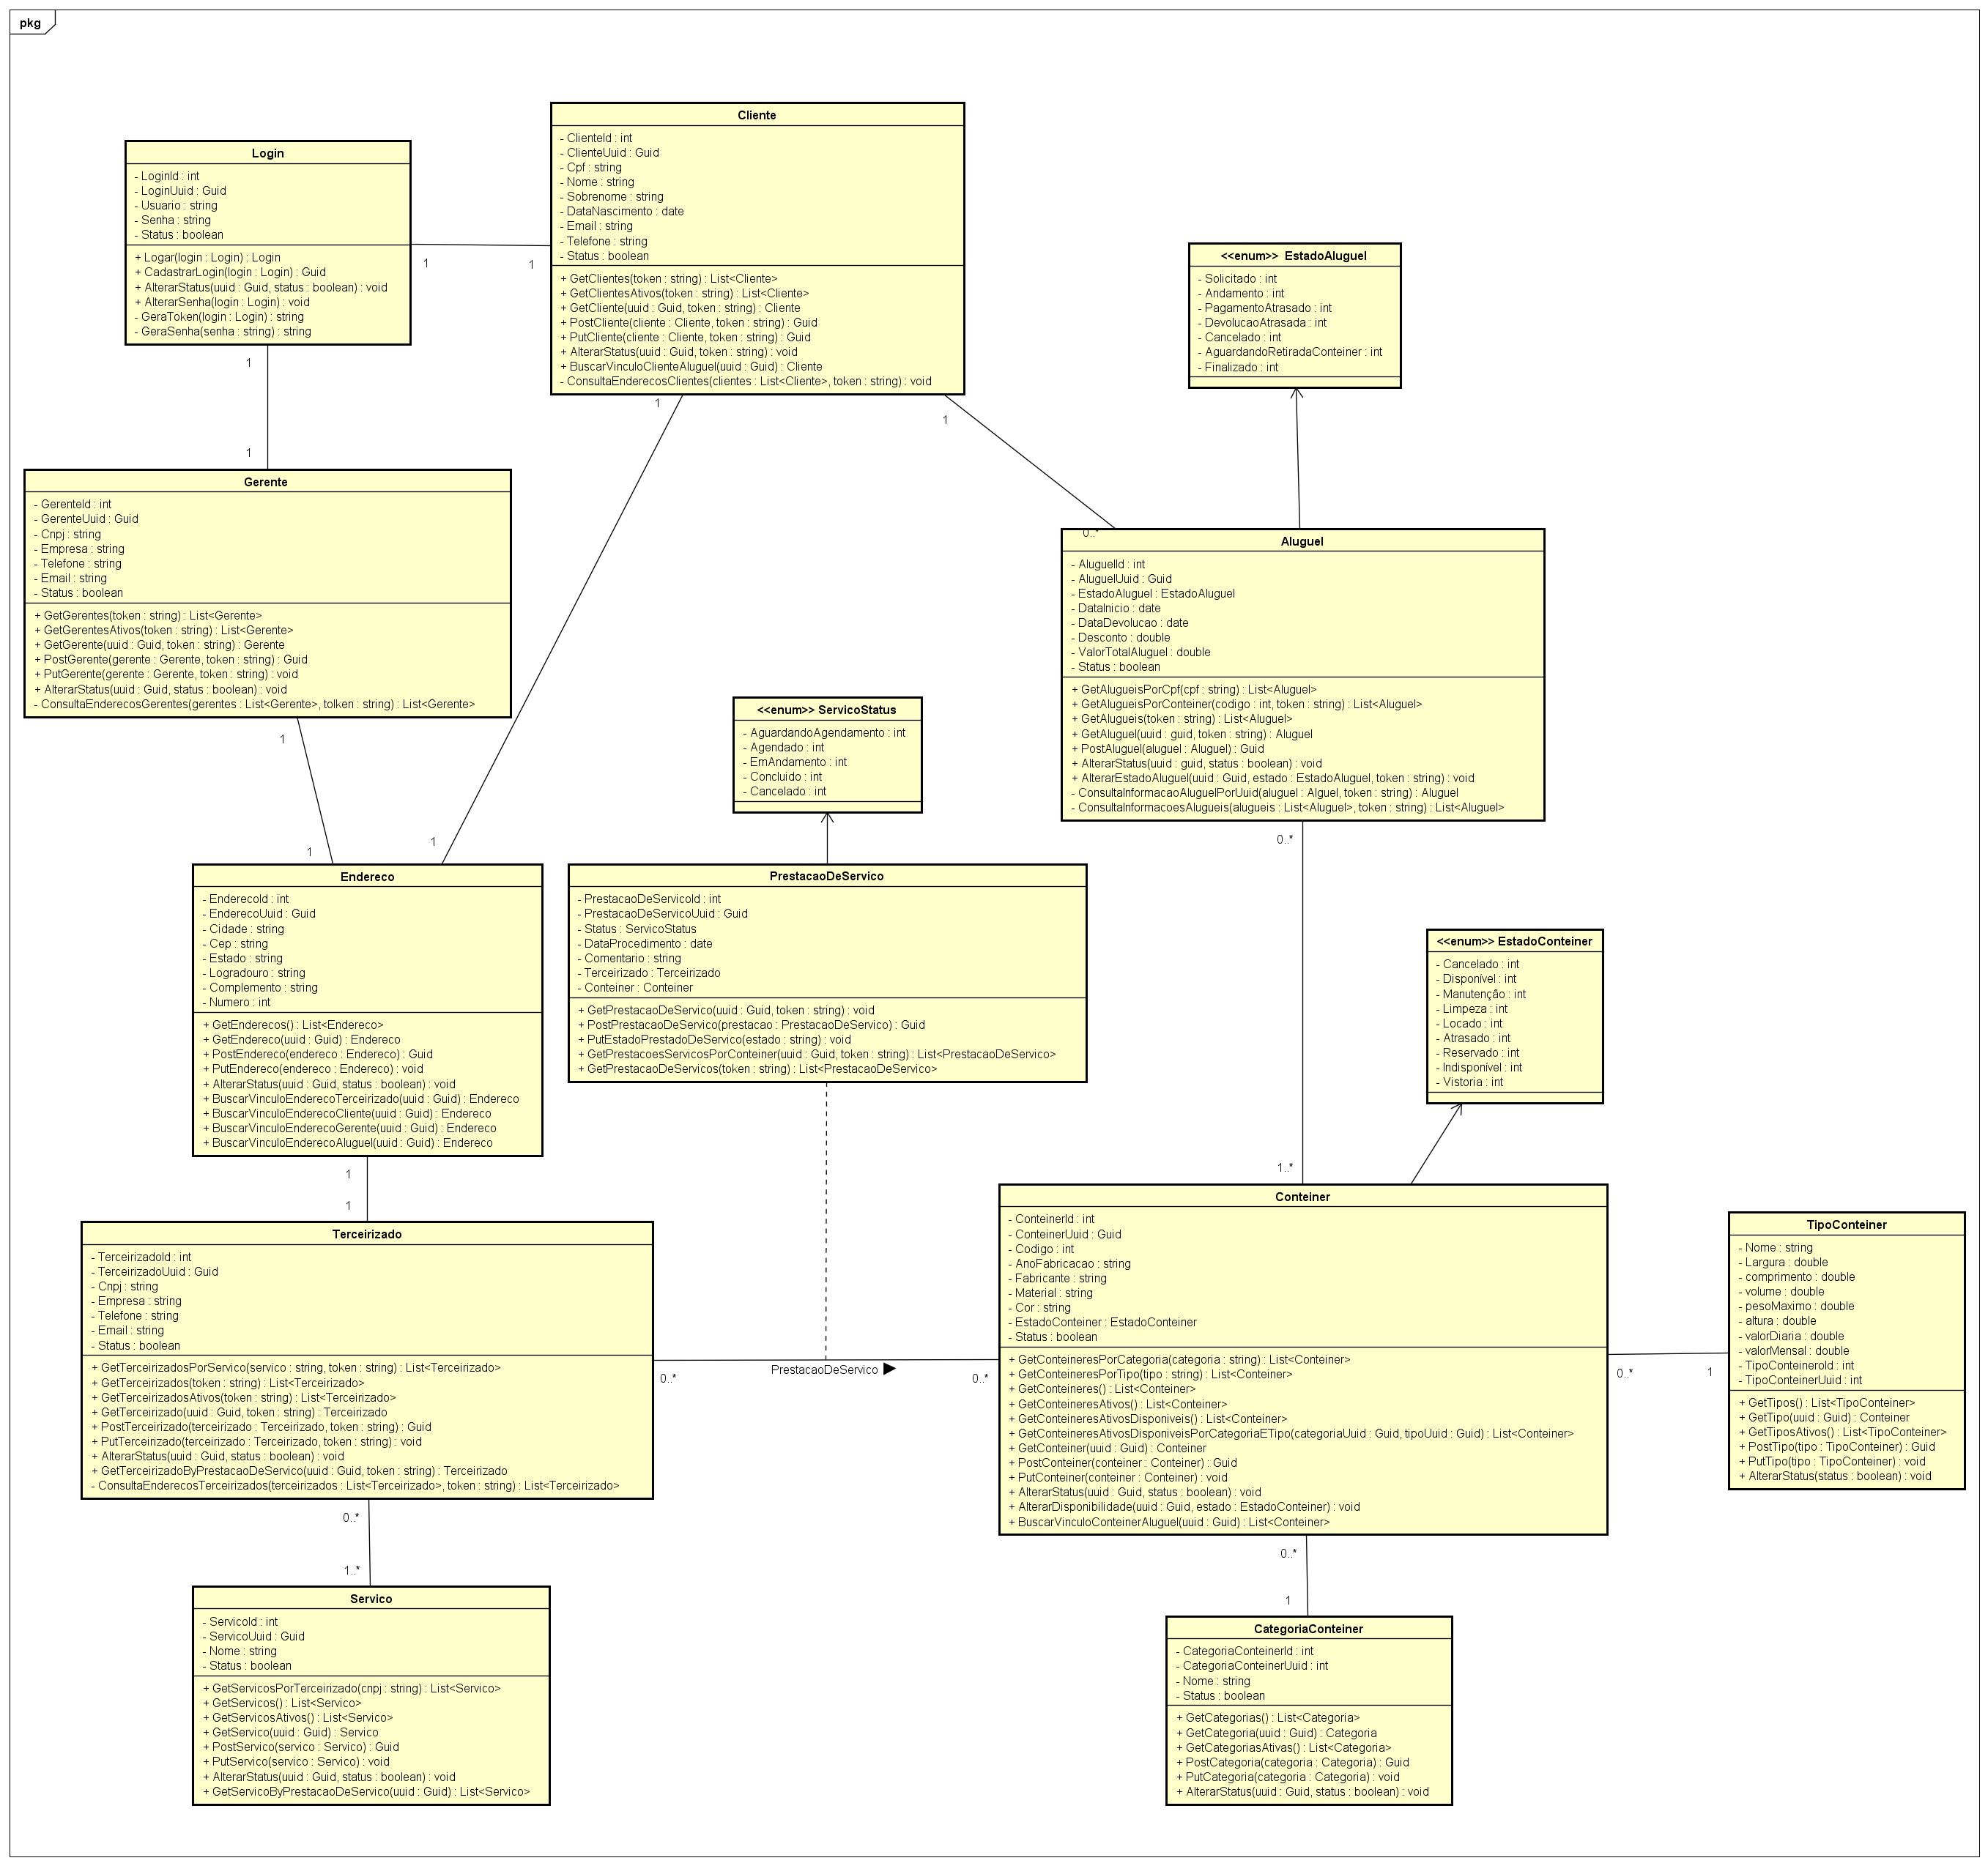 pkg
Cliente
- ClienteId : int
- ClienteUuid : Guid
- Cpf : string
- Nome : string
- Sobrenome : string
- DataNascimento : date
- Email : string
- Telefone : string
- Status : boolean
+ GetClientes(token : string) : List<Cliente>
+ GetClientesAtivos(token : string) : List<Cliente>
+ GetCliente(uuid : Guid, token : string) : Cliente
+ PostCliente(cliente : Cliente, token : string) : Guid
+ PutCliente(cliente : Cliente, token : string) : Guid
+ AlterarStatus(uuid : Guid, token : string) : void
+ BuscarVinculoClienteAluguel(uuid : Guid) : Cliente
- ConsultaEnderecosClientes(clientes : List<Cliente>, token : string) : void
Login
- LoginId : int
- LoginUuid : Guid
- Usuario : string
- Senha : string
- Status : boolean
+ Logar(login : Login) : Login
+ CadastrarLogin(login : Login) : Guid
+ AlterarStatus(uuid : Guid, status : boolean) : void
+ AlterarSenha(login : Login) : void
- GeraToken(login : Login) : string
- GeraSenha(senha : string) : string
1
1
1
1
<<enum>> EstadoAluguel
- Solicitado : int
- Andamento : int
- PagamentoAtrasado : int
- DevolucaoAtrasada : int
- Cancelado : int
- AguardandoRetiradaConteiner : int
- Finalizado : int
1
1
0..*
Gerente
- GerenteId : int
- GerenteUuid : Guid
- Cnpj : string
- Empresa : string
- Telefone : string
- Email : string
- Status : boolean
+ GetGerentes(token : string) : List<Gerente>
+ GetGerentesAtivos(token : string) : List<Gerente>
+ GetGerente(uuid : Guid, token : string) : Gerente
+ PostGerente(gerente : Gerente, token : string) : Guid
+ PutGerente(gerente : Gerente, token : string) : void
+ AlterarStatus(uuid : Guid, status : boolean) : void
- ConsultaEnderecosGerentes(gerentes : List<Gerente>, tolken : string) : List<Gerente>
Aluguel
- AluguelId : int
- AluguelUuid : Guid
- EstadoAluguel : EstadoAluguel
- DataInicio : date
- DataDevolucao : date
- Desconto : double
- ValorTotalAluguel : double
- Status : boolean
+ GetAlugueisPorCpf(cpf : string) : List<Aluguel>
+ GetAlugueisPorConteiner(codigo : int, token : string) : List<Aluguel>
+ GetAlugueis(token : string) : List<Aluguel>
+ GetAluguel(uuid : guid, token : string) : Aluguel
+ PostAluguel(aluguel : Aluguel) : Guid
+ AlterarStatus(uuid : guid, status : boolean) : void
+ AlterarEstadoAluguel(uuid : Guid, estado : EstadoAluguel, token : string) : void
- ConsultaInformacaoAluguelPorUuid(aluguel : Alguel, token : string) : Aluguel
- ConsultaInformacoesAlugueis(alugueis : List<Aluguel>, token : string) : List<Aluguel>
<<enum>> ServicoStatus
- AguardandoAgendamento : int
- Agendado : int
- EmAndamento : int
- Concluido : int
- Cancelado : int
1
1
1
0..*
1..*
Endereco
- EnderecoId : int
- EnderecoUuid : Guid
- Cidade : string
- Cep : string
- Estado : string
- Logradouro : string
- Complemento : string
- Numero : int
+ GetEnderecos() : List<Endereco>
+ GetEndereco(uuid : Guid) : Endereco
+ PostEndereco(endereco : Endereco) : Guid
+ PutEndereco(endereco : Endereco) : void
+ AlterarStatus(uuid : Guid, status : boolean) : void
+ BuscarVinculoEnderecoTerceirizado(uuid : Guid) : Endereco
+ BuscarVinculoEnderecoCliente(uuid : Guid) : Endereco
+ BuscarVinculoEnderecoGerente(uuid : Guid) : Endereco
+ BuscarVinculoEnderecoAluguel(uuid : Guid) : Endereco
PrestacaoDeServico
- PrestacaoDeServicoId : int
- PrestacaoDeServicoUuid : Guid
- Status : ServicoStatus
- DataProcedimento : date
- Comentario : string
- Terceirizado : Terceirizado
- Conteiner : Conteiner
+ GetPrestacaoDeServico(uuid : Guid, token : string) : void
+ PostPrestacaoDeServico(prestacao : PrestacaoDeServico) : Guid
+ PutEstadoPrestadoDeServico(estado : string) : void
+ GetPrestacoesServicosPorConteiner(uuid : Guid, token : string) : List<PrestacaoDeServico>
+ GetPrestacaoDeServicos(token : string) : List<PrestacaoDeServico>
<<enum>> EstadoConteiner
- Cancelado : int
- Disponível : int
- Manutenção : int
- Limpeza : int
- Locado : int
- Atrasado : int
- Reservado : int
- Indisponível : int
- Vistoria : int
1
1
Terceirizado
- TerceirizadoId : int
- TerceirizadoUuid : Guid
- Cnpj : string
- Empresa : string
- Telefone : string
- Email : string
- Status : boolean
+ GetTerceirizadosPorServico(servico : string, token : string) : List<Terceirizado>
+ GetTerceirizados(token : string) : List<Terceirizado>
+ GetTerceirizadosAtivos(token : string) : List<Terceirizado>
+ GetTerceirizado(uuid : Guid, token : string) : Terceirizado
+ PostTerceirizado(terceirizado : Terceirizado, token : string) : Guid
+ PutTerceirizado(terceirizado : Terceirizado, token : string) : void
+ AlterarStatus(uuid : Guid, status : boolean) : void
+ GetTerceirizadoByPrestacaoDeServico(uuid : Guid, token : string) : Terceirizado
- ConsultaEnderecosTerceirizados(terceirizados : List<Terceirizado>, token : string) : List<Terceirizado>
0..*
PrestacaoDeServico
0..*
Conteiner
- ConteinerId : int
- ConteinerUuid : Guid
- Codigo : int
- AnoFabricacao : string
- Fabricante : string
- Material : string
- Cor : string
- EstadoConteiner : EstadoConteiner
- Status : boolean
+ GetConteineresPorCategoria(categoria : string) : List<Conteiner>
+ GetConteineresPorTipo(tipo : string) : List<Conteiner>
+ GetConteineres() : List<Conteiner>
+ GetConteineresAtivos() : List<Conteiner>
+ GetConteineresAtivosDisponiveis() : List<Conteiner>
+ GetConteineresAtivosDisponiveisPorCategoriaETipo(categoriaUuid : Guid, tipoUuid : Guid) : List<Conteiner>
+ GetConteiner(uuid : Guid) : Conteiner
+ PostConteiner(conteiner : Conteiner) : Guid
+ PutConteiner(conteiner : Conteiner) : void
+ AlterarStatus(uuid : Guid, status : boolean) : void
+ AlterarDisponibilidade(uuid : Guid, estado : EstadoConteiner) : void
+ BuscarVinculoConteinerAluguel(uuid : Guid) : List<Conteiner>
0..*
1
TipoConteiner
- Nome : string
- Largura : double
- comprimento : double
- volume : double
- pesoMaximo : double
- altura : double
- valorDiaria : double
- valorMensal : double
- TipoConteineroId : int
- TipoConteinerUuid : int
+ GetTipos() : List<TipoConteiner>
+ GetTipo(uuid : Guid) : Conteiner
+ GetTiposAtivos() : List<TipoConteiner>
+ PostTipo(tipo : TipoConteiner) : Guid
+ PutTipo(tipo : TipoConteiner) : void
+ AlterarStatus(status : boolean) : void
0..*
1..*
Servico
- ServicoId : int
- ServicoUuid : Guid
- Nome : string
- Status : boolean
+ GetServicosPorTerceirizado(cnpj : string) : List<Servico>
+ GetServicos() : List<Servico>
+ GetServicosAtivos() : List<Servico>
+ GetServico(uuid : Guid) : Servico
+ PostServico(servico : Servico) : Guid
+ PutServico(servico : Servico) : void
+ AlterarStatus(uuid : Guid, status : boolean) : void
+ GetServicoByPrestacaoDeServico(uuid : Guid) : List<Servico>
0..*
1
CategoriaConteiner
- CategoriaConteinerId : int
- CategoriaConteinerUuid : int
- Nome : string
- Status : boolean
+ GetCategorias() : List<Categoria>
+ GetCategoria(uuid : Guid) : Categoria
+ GetCategoriasAtivas() : List<Categoria>
+ PostCategoria(categoria : Categoria) : Guid
+ PutCategoria(categoria : Categoria) : void
+ AlterarStatus(uuid : Guid, status : boolean) : void